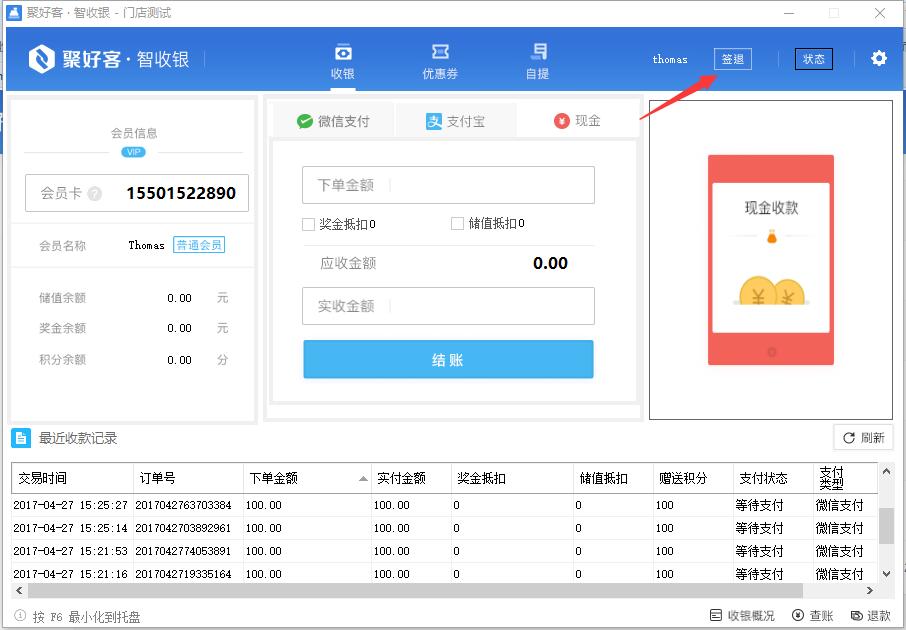 聚好客·智收银 - 门店测试
聚好客·智收银
收银
优惠券
自提
thomas
签退
状态
会员信息
VIP
会员卡 ? 15501522890
会员名称 Thomas 普通会员
储值余额 0.00 元
奖金余额 0.00 元
积分余额 0.00 分
微信支付
支付宝
现金
下单金额
奖金抵扣0
储值抵扣0
应收金额 0.00
实收金额
结账
现金收款
最近收款记录
刷新
交易时间 订单号 下单金额 实付金额 奖金抵扣 储值抵扣 赠送积分 支付状态 支付类型
2017-04-27 15:25:27 2017042763703384 100.00 100.00 0 0 100 等待支付 微信支付
2017-04-27 15:25:14 2017042703892961 100.00 100.00 0 0 100 等待支付 微信支付
2017-04-27 15:21:53 2017042774053891 100.00 100.00 0 0 100 等待支付 微信支付
2017-04-27 15:21:16 2017042719335164 100.00 100.00 0 0 100 等待支付 微信支付
按 F6 最小化到托盘
收银概况
查账
退款